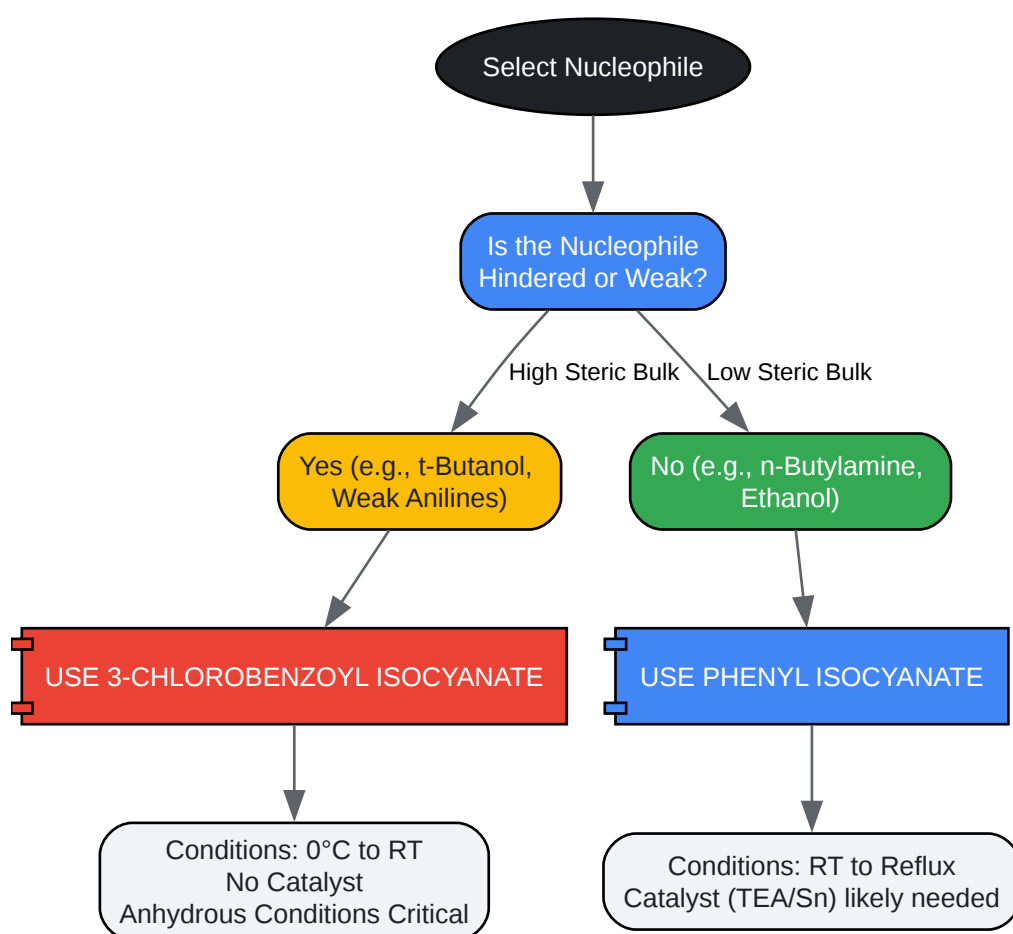 Select Nucleophile
Is the Nucleophile
Hindered or Weak?
High Steric Bulk
Low Steric Bulk
Yes (e.g., t-Butanol,
Weak Anilines)
No (e.g., n-Butylamine,
Ethanol)
USE 3-CHLOROBENZOYL ISOCYANATE
USE PHENYL ISOCYANATE
Conditions: 0°C to RT
No Catalyst
Anhydrous Conditions Critical
Conditions: RT to Reflux
Catalyst (TEA/Sn) likely needed